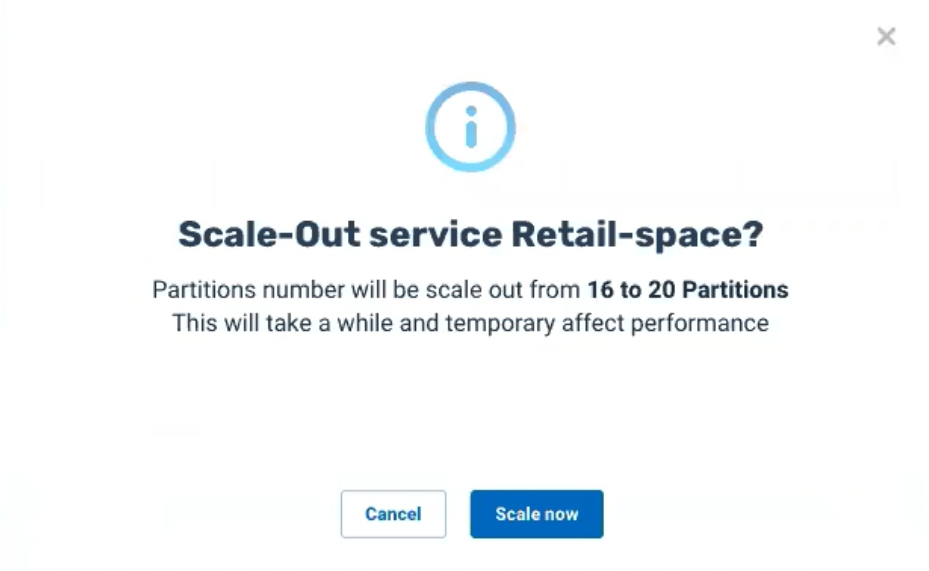 Scale-Out service Retail-space?
Partitions number will be scale out from 16 to 20 Partitions
This will take a while and temporary affect performance
Cancel
Scale now